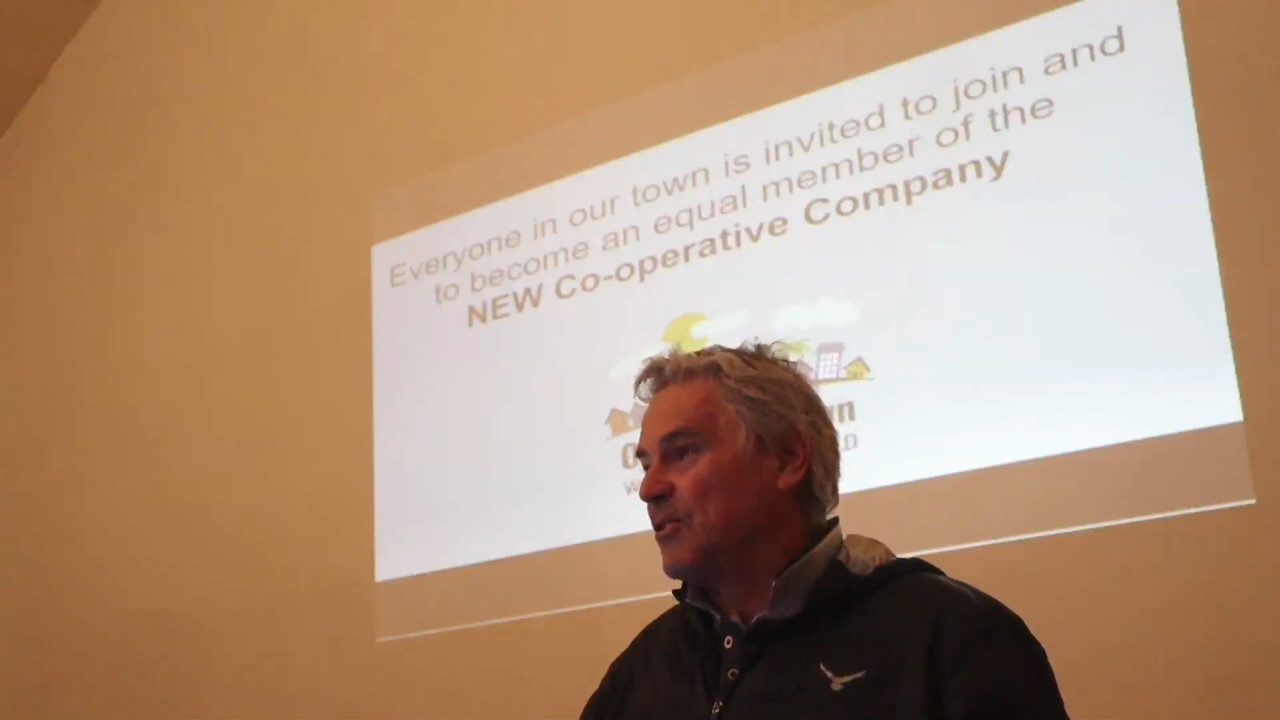 Everyone in our town is invited to join and
to become an equal member of the
NEW Co-operative Company